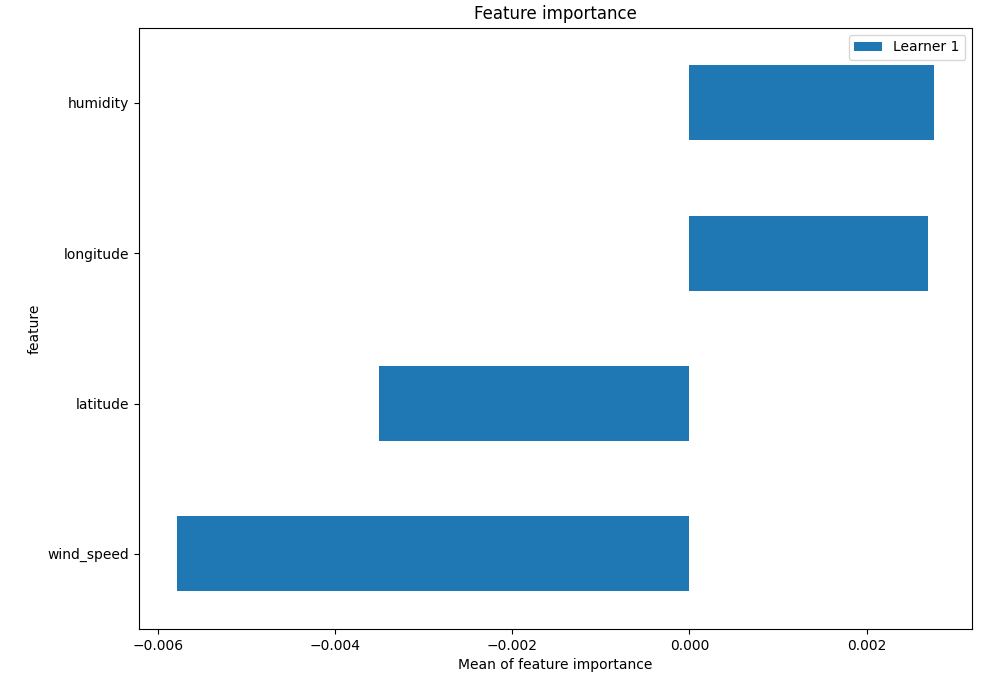 Feature importance
Learner 1
humidity
longitude
latitude
wind_speed
feature
−0.006 −0.004 −0.002 0.000 0.002
Mean of feature importance